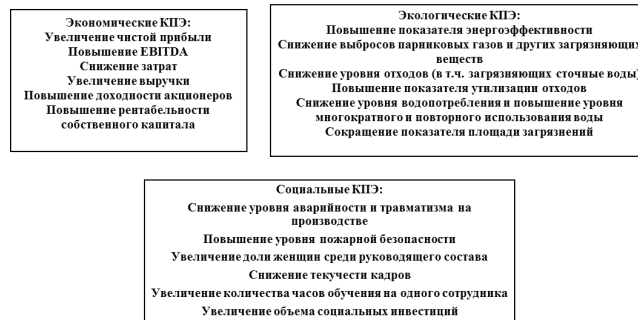 Экономические КПЭ:
Увеличение чистой прибыли
Повышение EBITDA
Снижение затрат
Увеличение выручки
Повышение доходности акционеров
Повышение рентабельности
собственного капитала
Экологические КПЭ:
Повышение показателя энергоэффективности
Снижение выбросов парниковых газов и других загрязняющих
веществ
Снижение уровня отходов (в т.ч. загрязняющих сточные воды)
Повышение показателя утилизации отходов
Снижение уровня водопотребления и повышение уровня
многократного и повторного использования воды
Сокращение показателя площади загрязнений
Социальные КПЭ:
Снижение уровня аварийности и травматизма на
производстве
Повышение уровня пожарной безопасности
Увеличение доли женщин среди руководящего состава
Снижение текучести кадров
Увеличение количества часов обучения на одного сотрудника
Увеличение объема социальных инвестиций